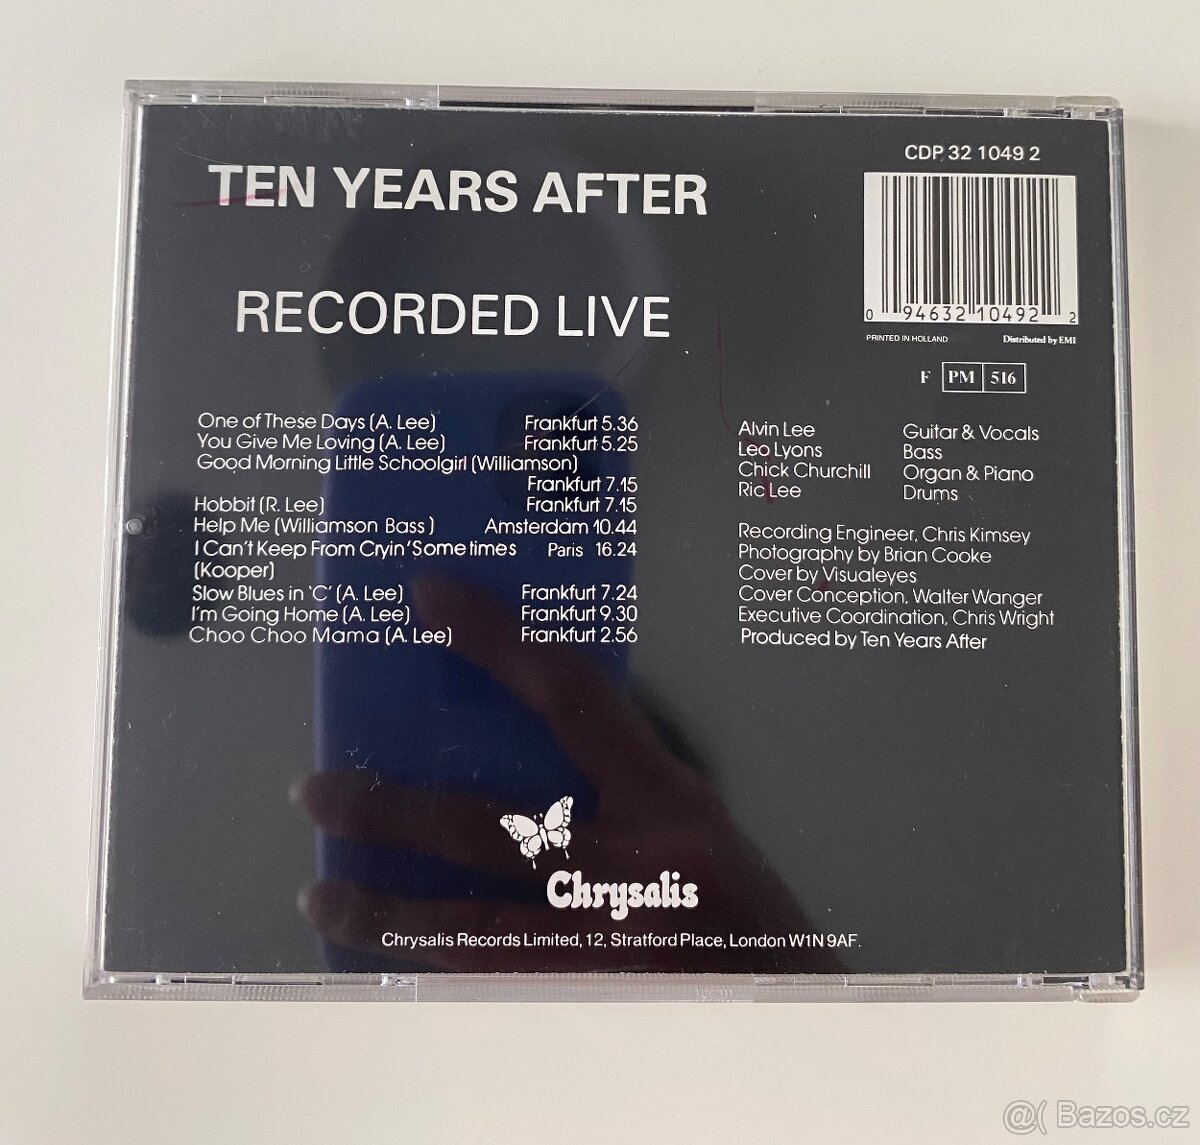 CDP 32 1049 2
TEN YEARS AFTER
RECORDED LIVE
0 94632 10492 2
PRINTED IN HOLLAND Distributed by EMI
F PM 516
One of These Days (A. Lee) Frankfurt 5.36
You Give Me Loving (A. Lee) Frankfurt 5.25
Good Morning Little Schoolgirl (Williamson)
Frankfurt 7.15
Hobbit (R. Lee) Frankfurt 7.15
Help Me (Williamson Bass) Amsterdam 10.44
I Can't Keep From Cryin' Sometimes Paris 16.24
(Kooper)
Slow Blues in 'C' (A. Lee) Frankfurt 7.24
I'm Going Home (A. Lee) Frankfurt 9.30
Choo Choo Mama (A. Lee) Frankfurt 2.56
Alvin Lee Guitar & Vocals
Leo Lyons Bass
Chick Churchill Organ & Piano
Ric Lee Drums
Recording Engineer, Chris Kimsey
Photography by Brian Cooke
Cover by Visualeyes
Cover Conception, Walter Wanger
Executive Coordination, Chris Wright
Produced by Ten Years After
Chrysalis
Chrysalis Records Limited, 12, Stratford Place, London W1N 9AF.
@( Bazos.cz